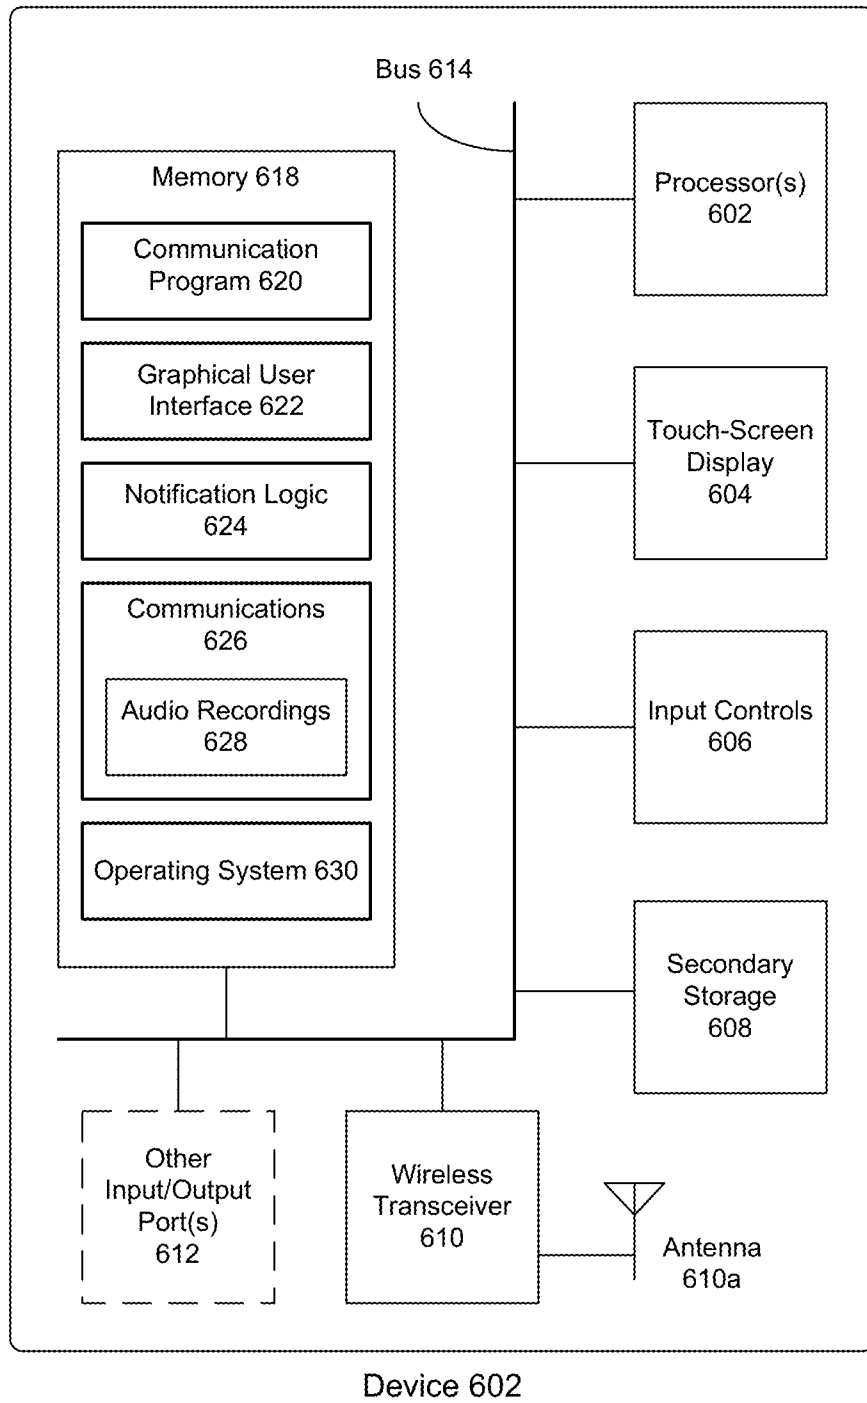 Bus 614
Memory 618
Communication
Program 620
Graphical User
Interface 622
Notification Logic
624
Communications
626
Audio Recordings
628
Operating System 630
Processor(s)
602
Touch-Screen
Display
604
Input Controls
606
Secondary
Storage
608
Other
Input/Output
Port(s)
612
Wireless
Transceiver
610
Antenna
610a
Device 602